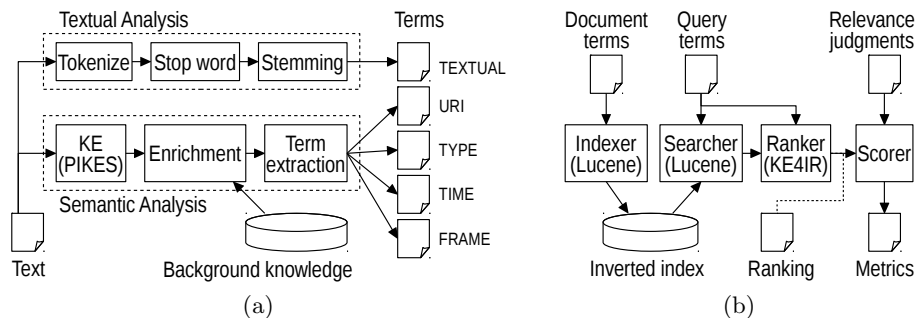 Textual Analysis
Terms
Tokenize
Stop word
Stemming
TEXTUAL
URI
KE
(PIKES)
Enrichment
Term
extraction
TYPE
TIME
Semantic Analysis
FRAME
Text
Background knowledge
(a)
Document
terms
Query
terms
Relevance
judgments
Indexer
(Lucene)
Searcher
(Lucene)
Ranker
(KE4IR)
Scorer
Inverted index
Ranking
Metrics
(b)